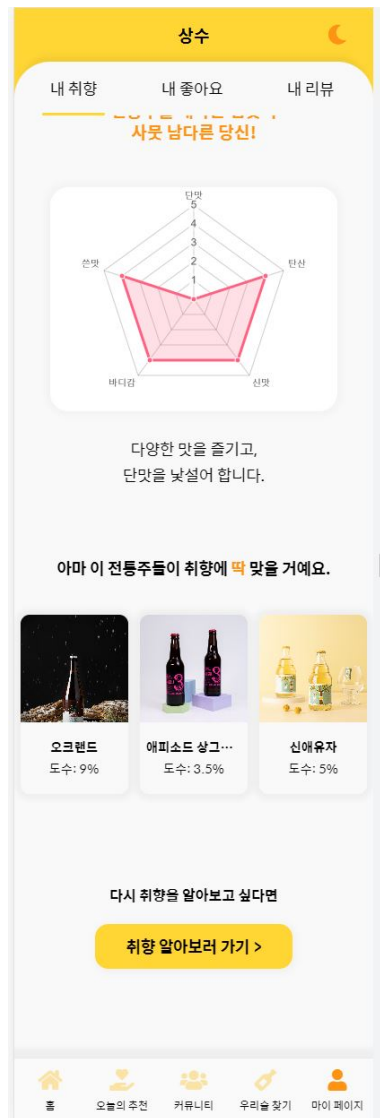 상수
내 취향
내 좋아요
내 리뷰
사뭇 남다른 당신!
단맛
5
4
3
2
1
쓴맛
탄산
바디감
신맛
다양한 맛을 즐기고,
단맛을 낯설어 합니다.
아마 이 전통주들이 취향에 딱 맞을 거예요.
오크랜드
도수: 9%
애피소드 상그…
도수: 3.5%
신애유자
도수: 5%
다시 취향을 알아보고 싶다면
취향 알아보러 가기 >
홈
오늘의 추천
커뮤니티
우리술 찾기
마이 페이지